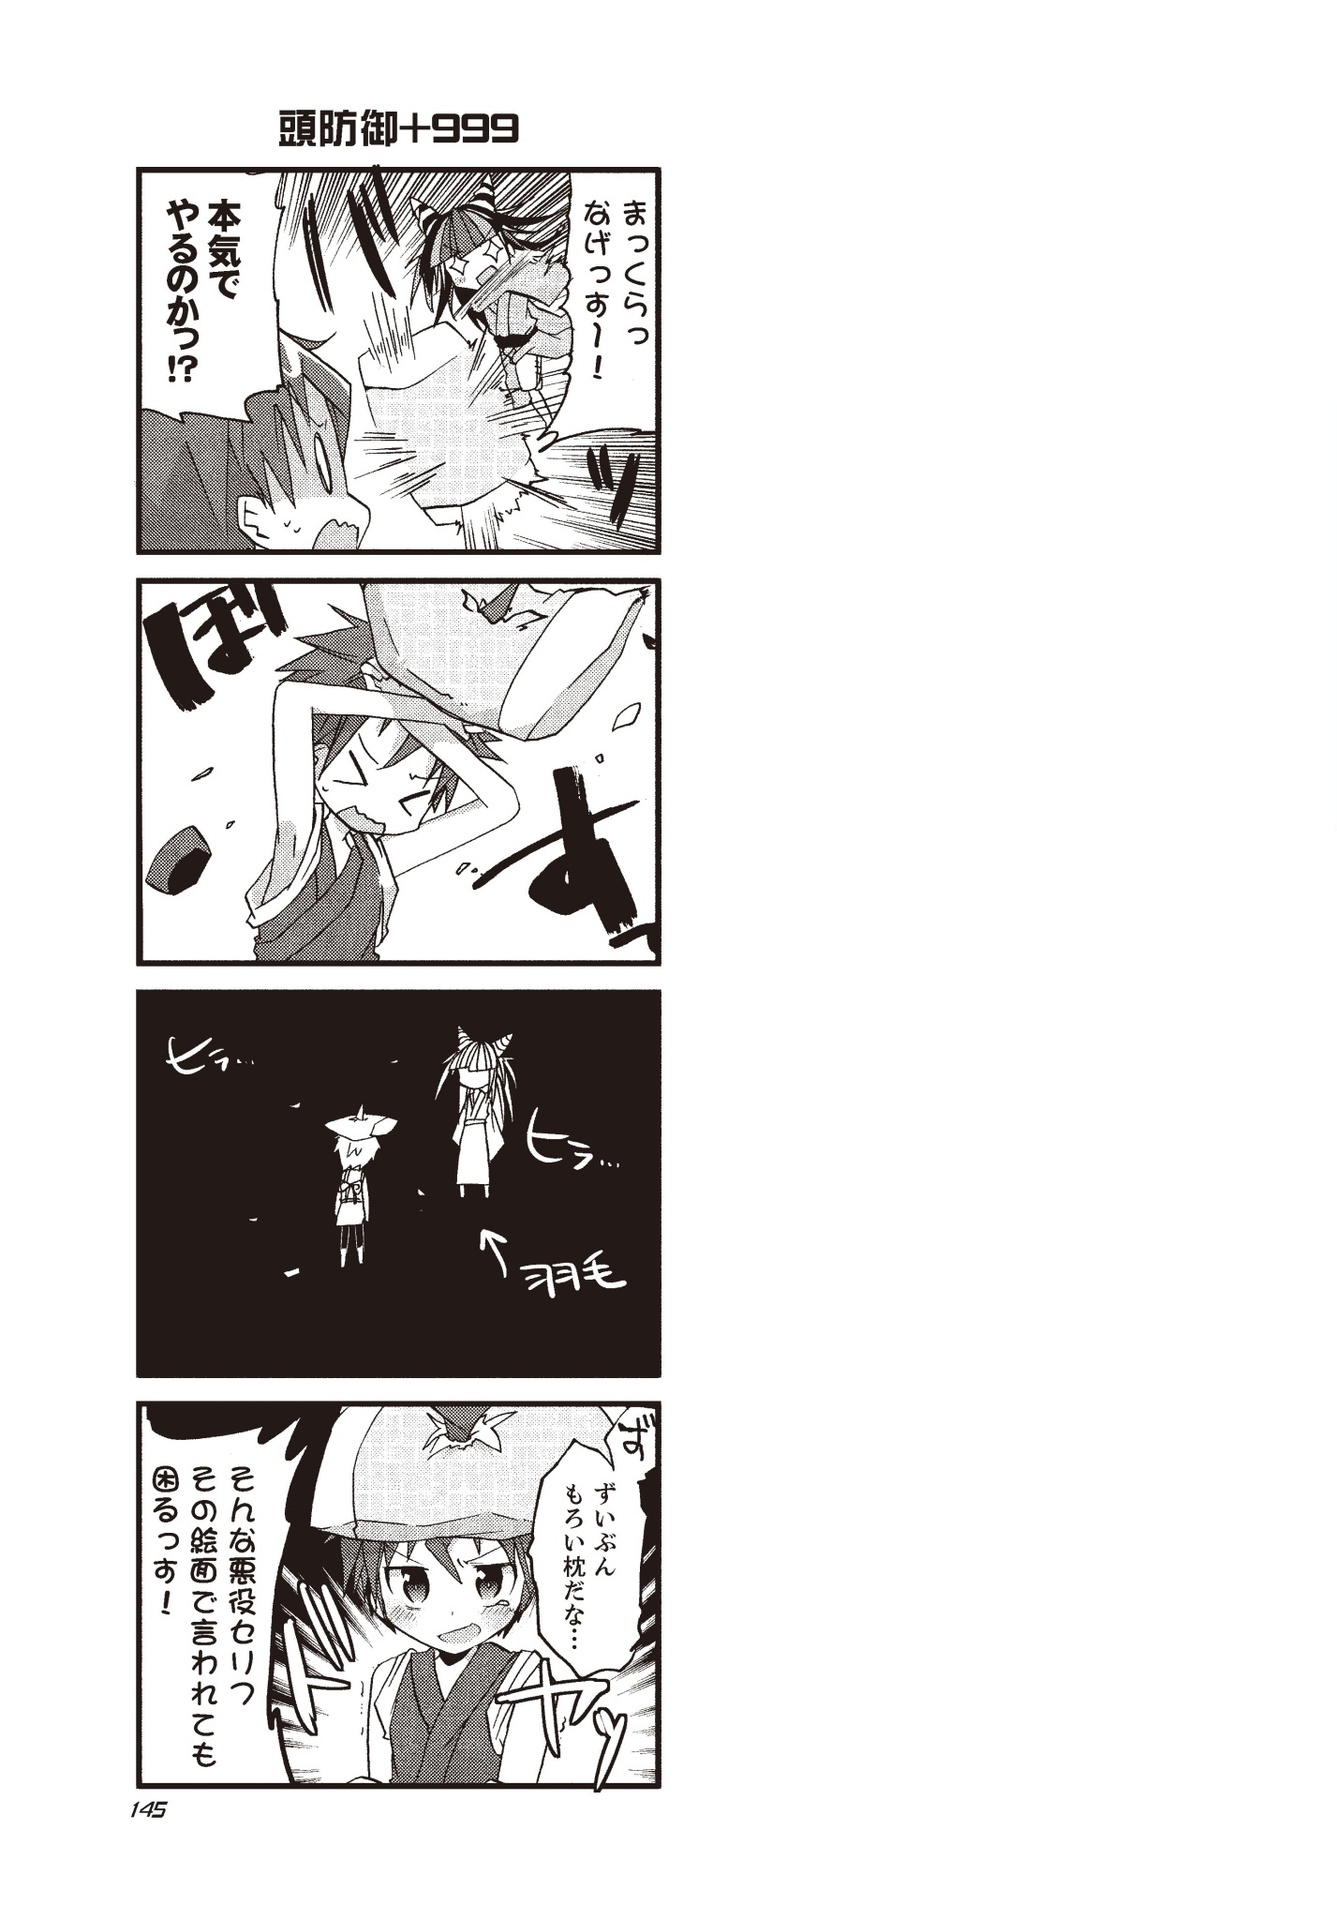 頭防御+999
まっくらっ
なげっすー!
本気で
やるのかっ!?
ぼ
す
ヒラ…
ヒラ…
羽毛
ずいぶん
もろい枕だな…
ドヤッ
そんな悪役セリフ
その絵面で言われても
困るっす!
145